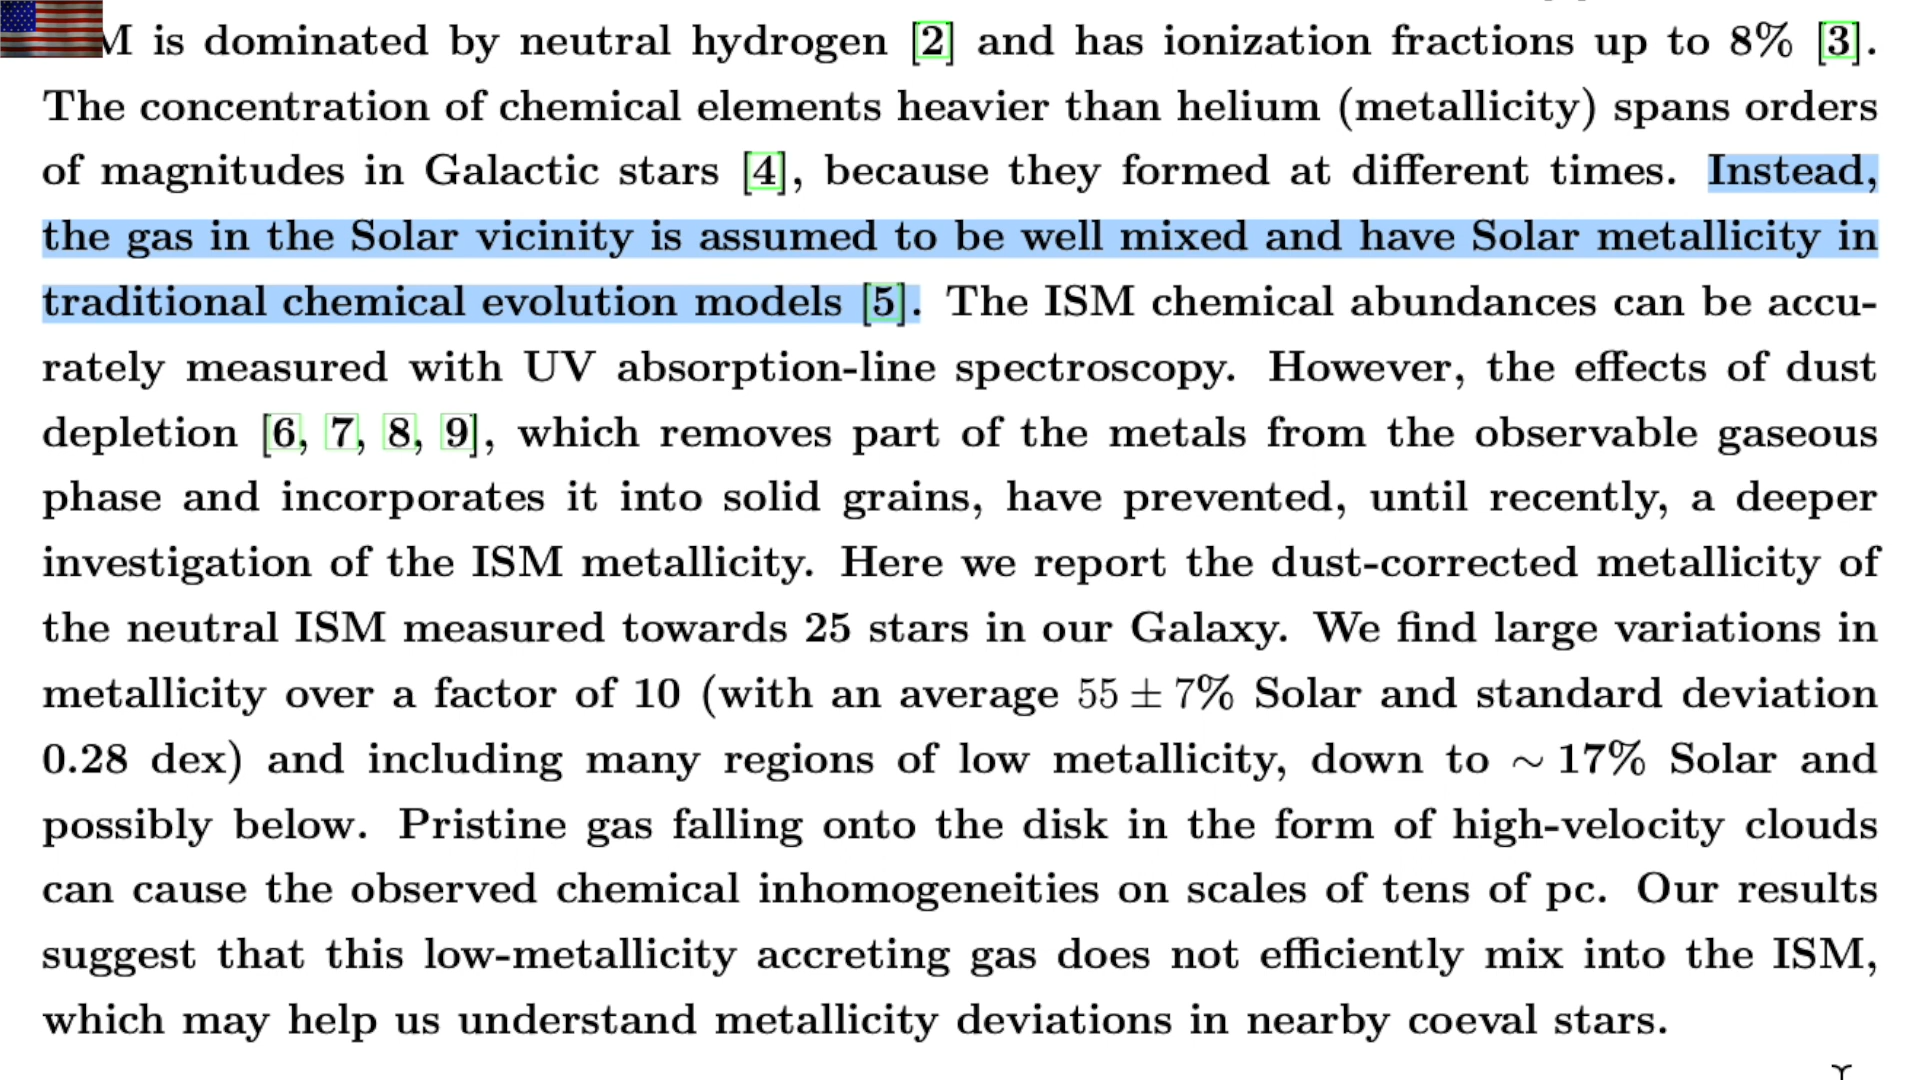 M is dominated by neutral hydrogen [2] and has ionization fractions up to 8% [3].
The concentration of chemical elements heavier than helium (metallicity) spans orders
of magnitudes in Galactic stars [4], because they formed at different times. Instead,
the gas in the Solar vicinity is assumed to be well mixed and have Solar metallicity in
traditional chemical evolution models [5]. The ISM chemical abundances can be accu-
rately measured with UV absorption-line spectroscopy. However, the effects of dust
depletion [6, 7, 8, 9], which removes part of the metals from the observable gaseous
phase and incorporates it into solid grains, have prevented, until recently, a deeper
investigation of the ISM metallicity. Here we report the dust-corrected metallicity of
the neutral ISM measured towards 25 stars in our Galaxy. We find large variations in
metallicity over a factor of 10 (with an average 55 ± 7% Solar and standard deviation
0.28 dex) and including many regions of low metallicity, down to ∼ 17% Solar and
possibly below. Pristine gas falling onto the disk in the form of high-velocity clouds
can cause the observed chemical inhomogeneities on scales of tens of pc. Our results
suggest that this low-metallicity accreting gas does not efficiently mix into the ISM,
which may help us understand metallicity deviations in nearby coeval stars.